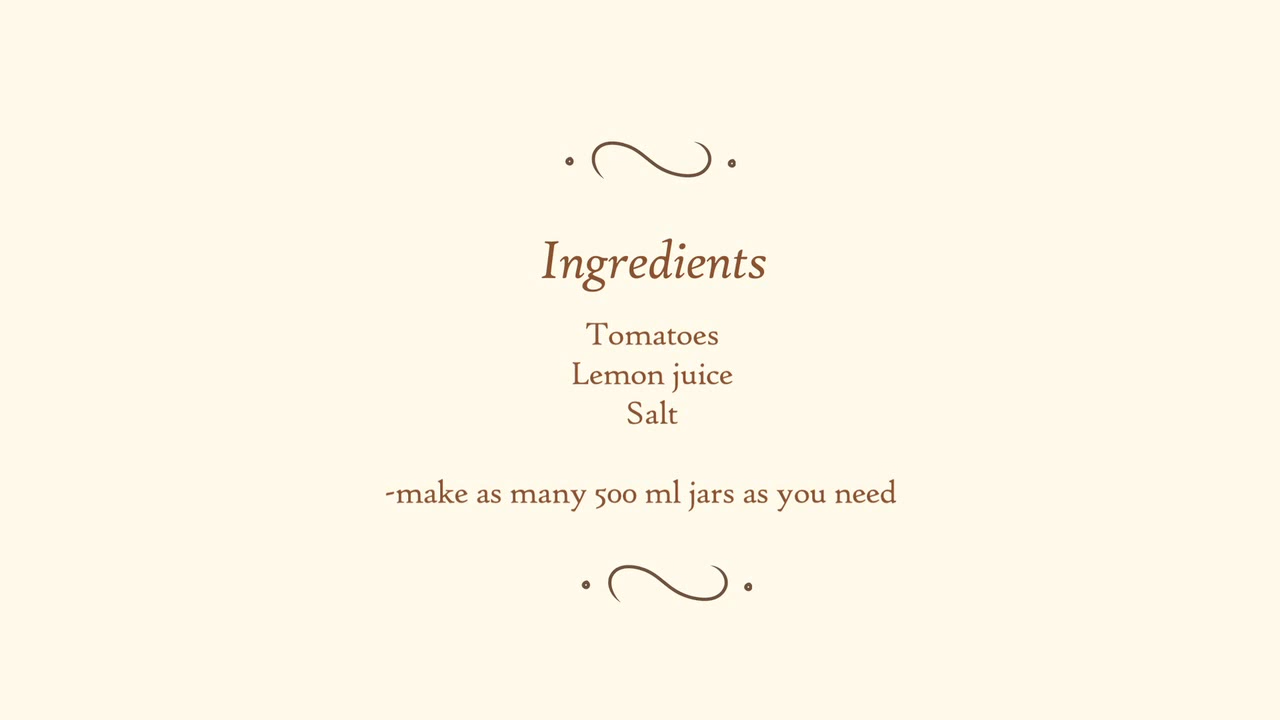 Ingredients
Tomatoes
Lemon juice
Salt
-make as many 500 ml jars as you need